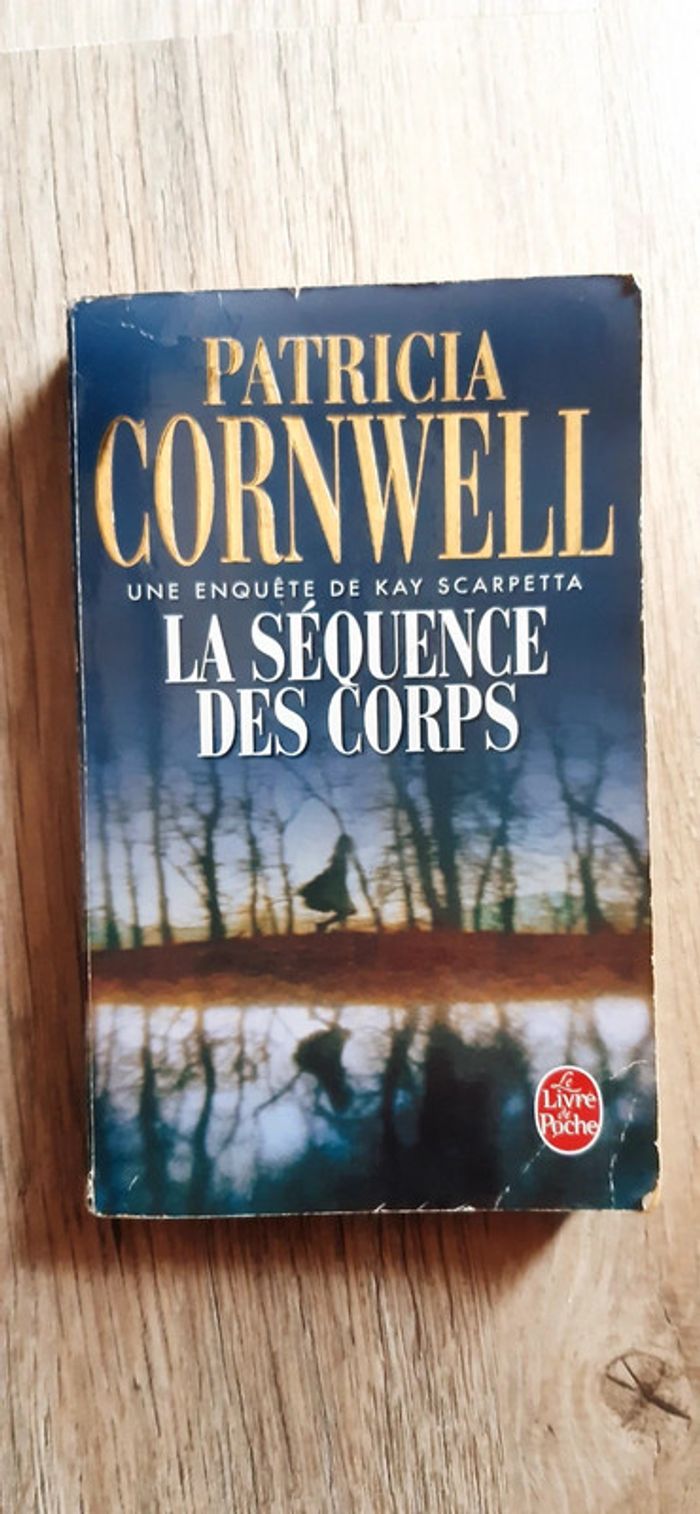 PATRICIA
CORNWELL
UNE ENQUÊTE DE KAY SCARPETTA
LA SÉQUENCE
DES CORPS
Le
Livre
de
Poche